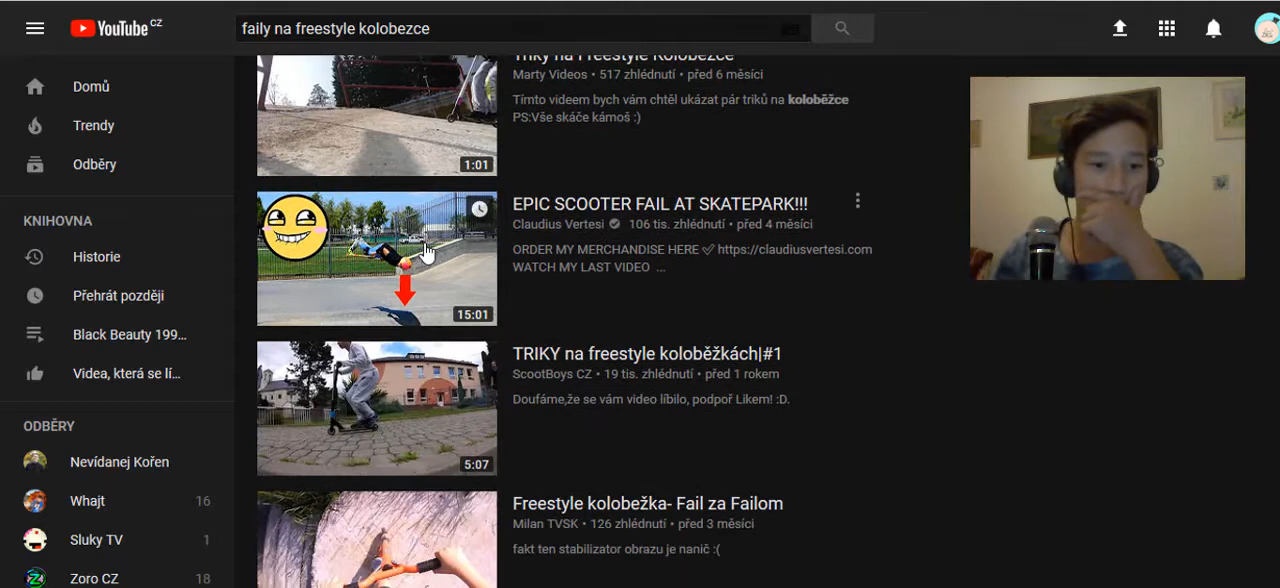 YouTube CZ
faily na freestyle kolobezce
Domů
Trendy
Odběry
KNIHOVNA
Historie
Přehrát později
Black Beauty 199...
Videa, která se lí...
ODBĚRY
Nevídanej Kořen
Whajt 16
Sluky TV 1
Zoro CZ 18
Triky na Freestyle Koloběžce
Marty Videos • 517 zhlédnutí • před 6 měsíci
Tímto videem bych vám chtěl ukázat pár triků na koloběžce
PS:Vše skáče kámoš :)
1:01
EPIC SCOOTER FAIL AT SKATEPARK!!!
Claudius Vertesi 106 tis. zhlédnutí • před 4 měsíci
ORDER MY MERCHANDISE HERE ✅ https://claudiusvertesi.com
WATCH MY LAST VIDEO ...
15:01
TRIKY na freestyle koloběžkách|#1
ScootBoys CZ • 19 tis. zhlédnutí • před 1 rokem
Doufáme,že se vám video líbilo, podpoř Likem! :D.
5:07
Freestyle kolobežka- Fail za Failom
Milan TVSK • 126 zhlédnutí • před 3 měsíci
fakt ten stabilizator obrazu je nanič :(